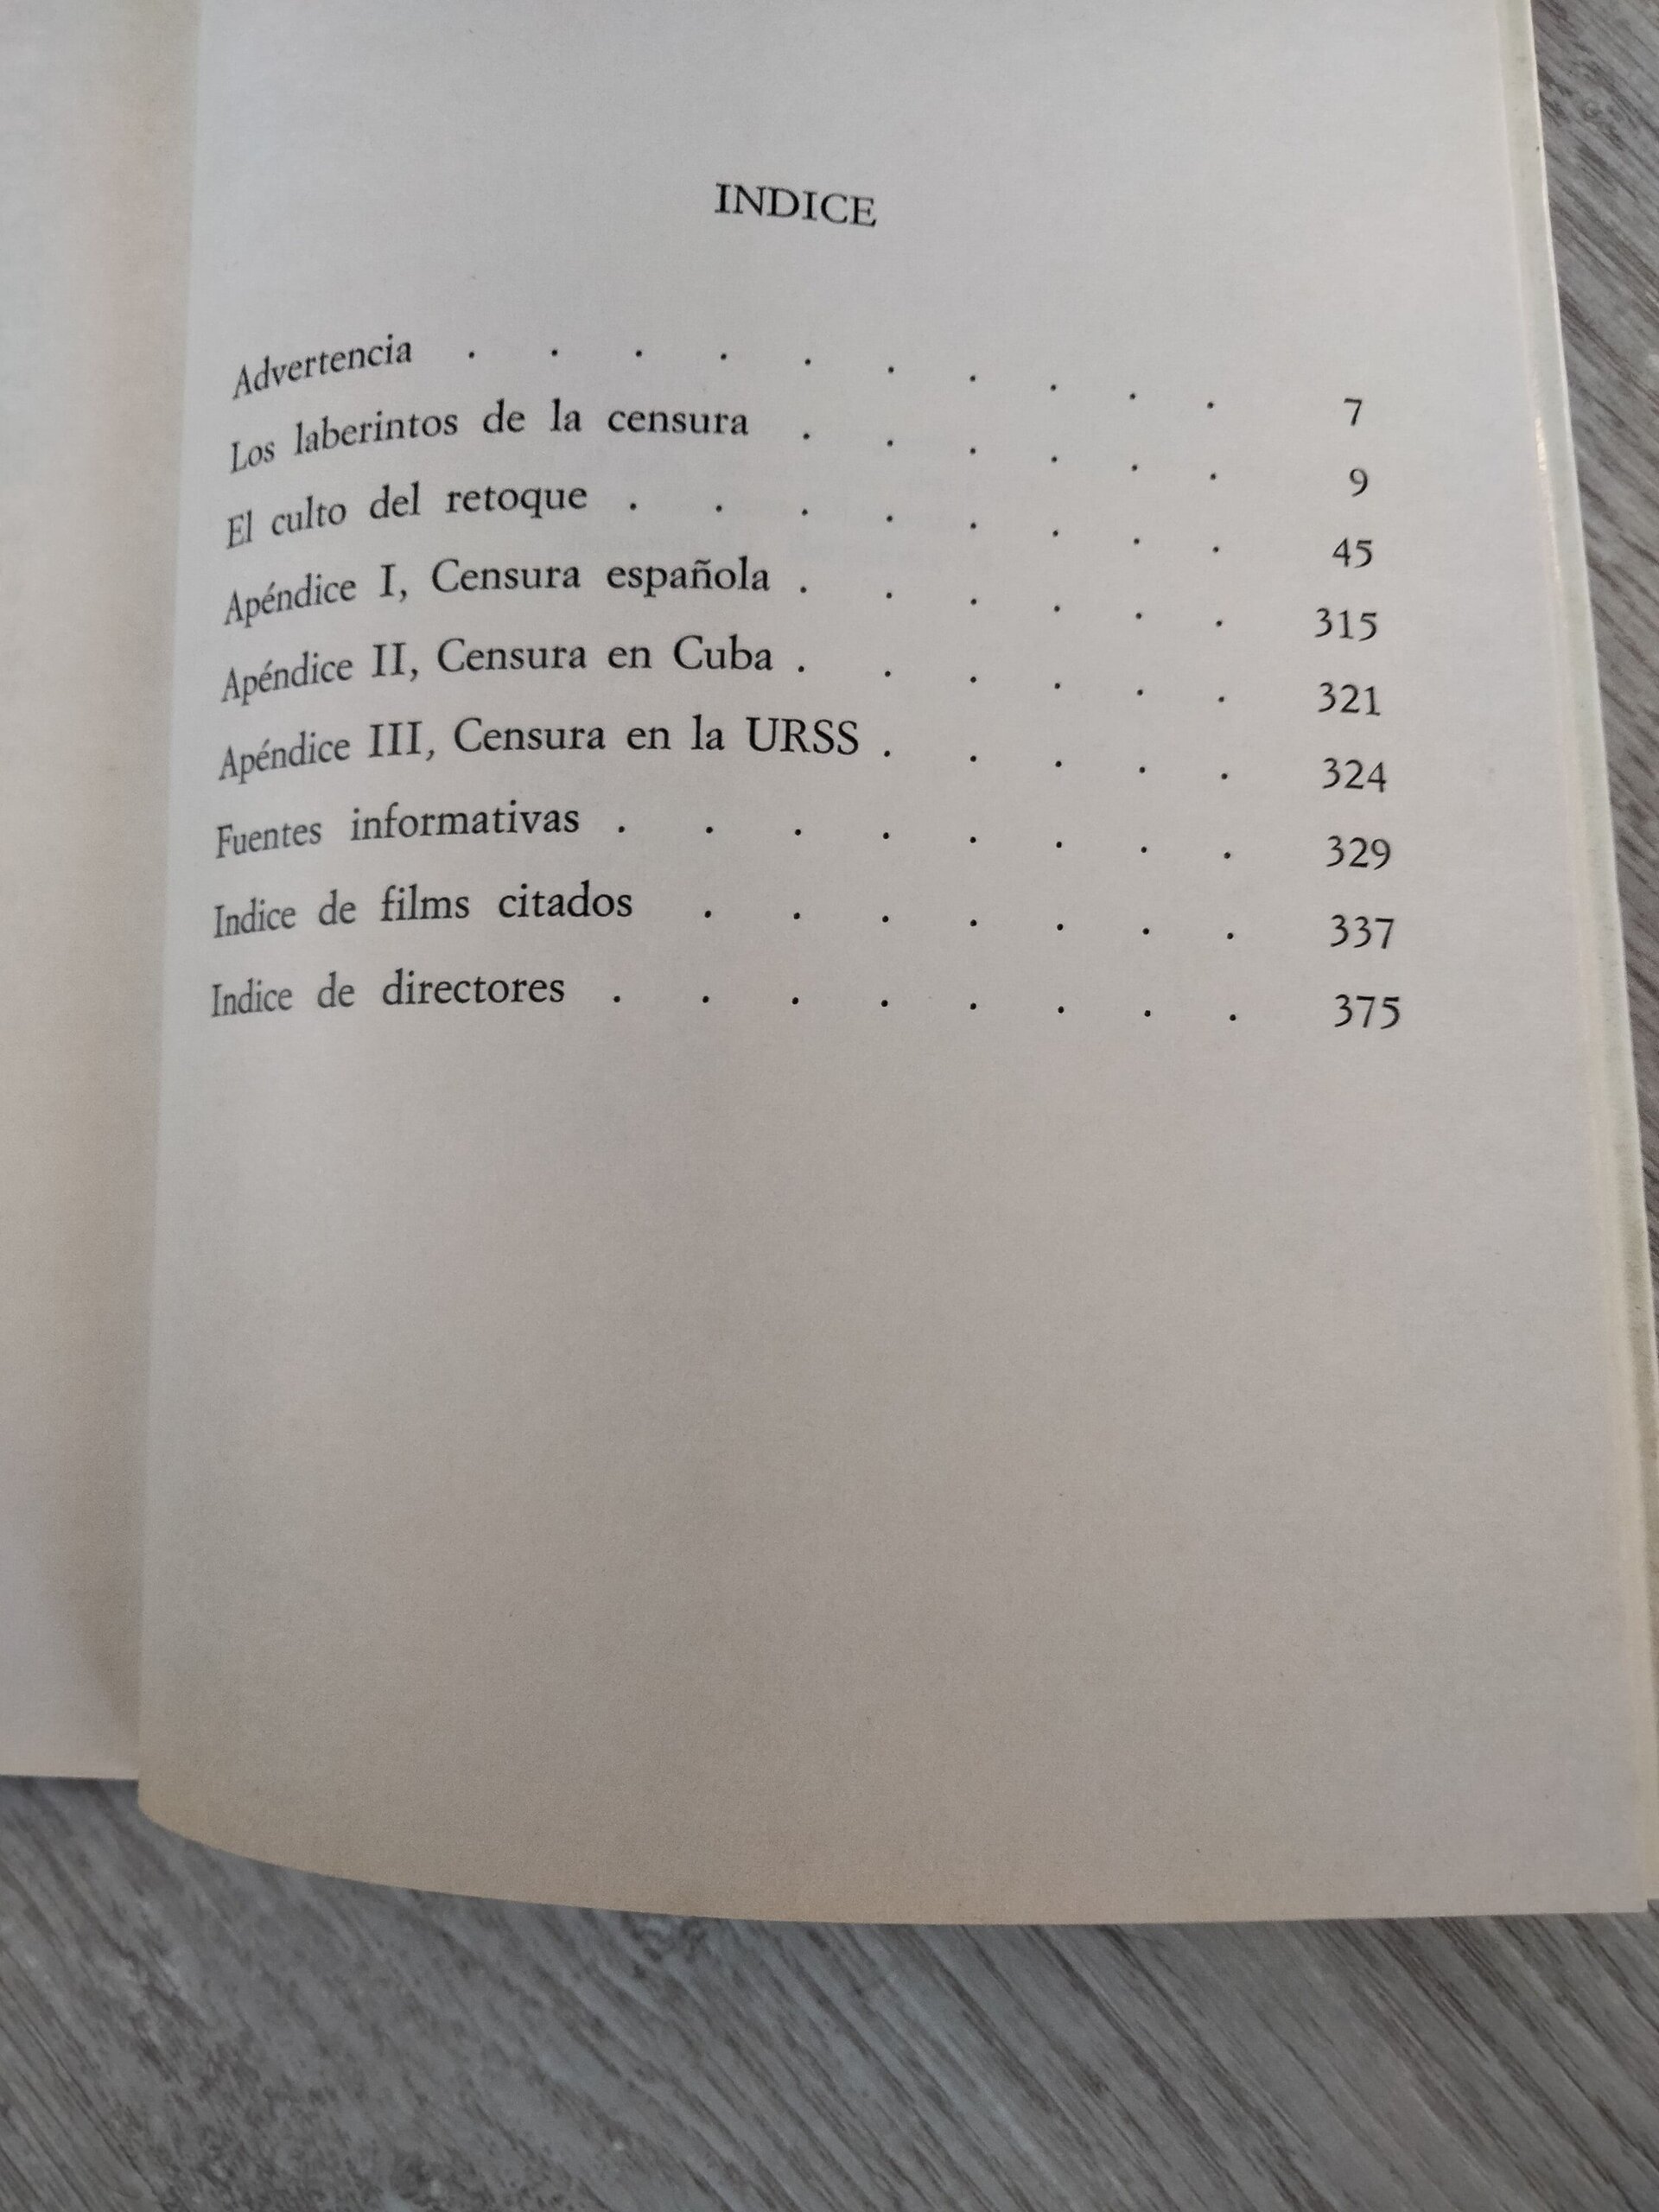 INDICE
Advertencia . . . . . . . . . . 7
Los laberintos de la censura . . . . . . 9
El culto del retoque . . . . . . . . 45
Apéndice I, Censura española . . . . . . 315
Apéndice II, Censura en Cuba . . . . . . 321
Apéndice III, Censura en la URSS . . . . . 324
Fuentes informativas . . . . . . . . 329
Indice de films citados . . . . . . . 337
Indice de directores . . . . . . . . 375